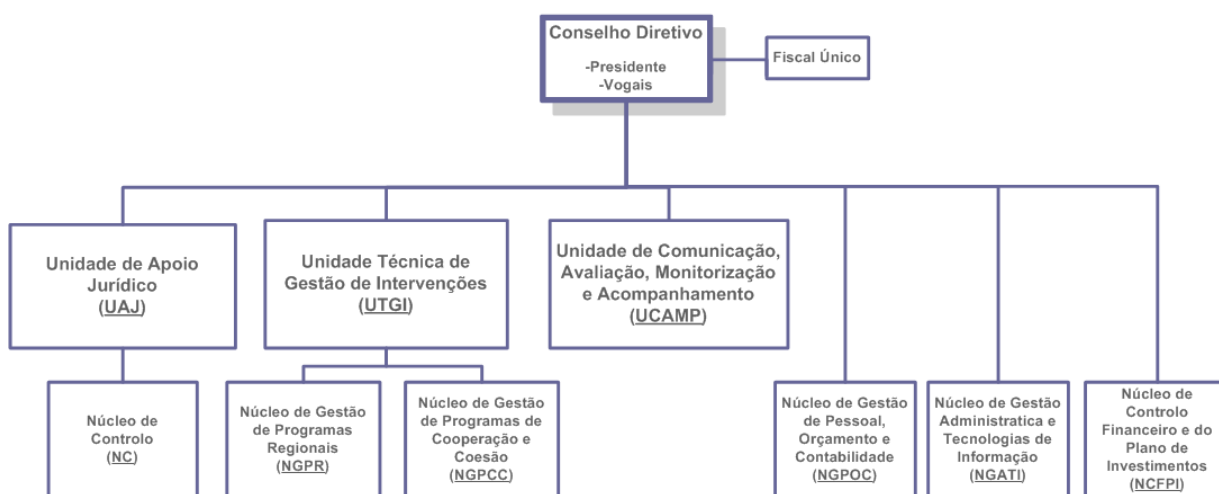 Conselho Diretivo
-Presidente
-Vogais
Fiscal Único
Unidade de Apoio
Jurídico
(UAJ)
Unidade Técnica de
Gestão de Intervenções
(UTGI)
Unidade de Comunicação,
Avaliação, Monitorização
e Acompanhamento
(UCAMP)
Núcleo de
Controlo
(NC)
Núcleo de Gestão
de Programas
Regionais
(NGPR)
Núcleo de Gestão
de Programas de
Cooperação e
Coesão
(NGPCC)
Núcleo de Gestão
de Pessoal,
Orçamento e
Contabilidade
(NGPOC)
Núcleo de Gestão
Administratica e
Tecnologias de
Informação
(NGATI)
Núcleo de
Controlo
Financeiro e do
Plano de
Investimentos
(NCFPI)